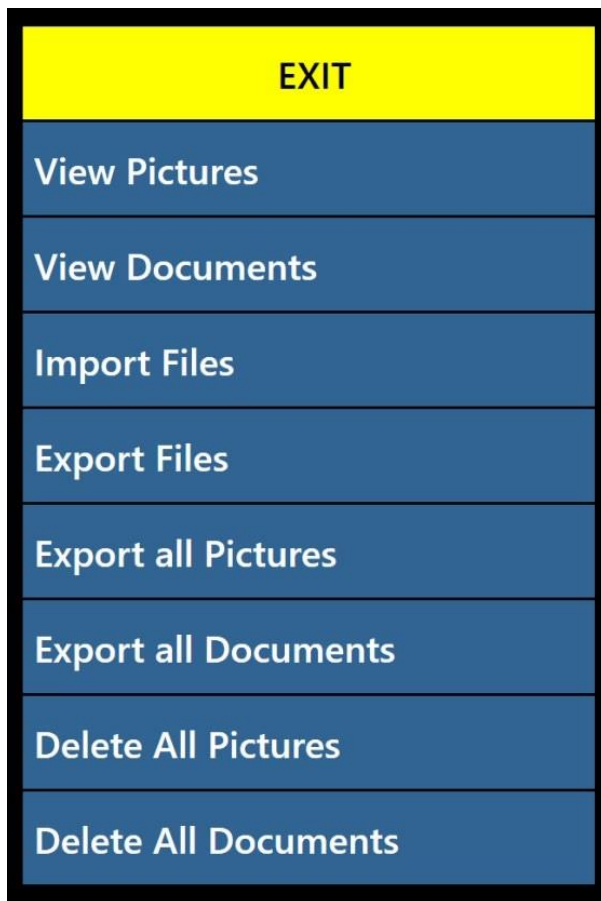 EXIT
View Pictures
View Documents
Import Files
Export Files
Export all Pictures
Export all Documents
Delete All Pictures
Delete All Documents